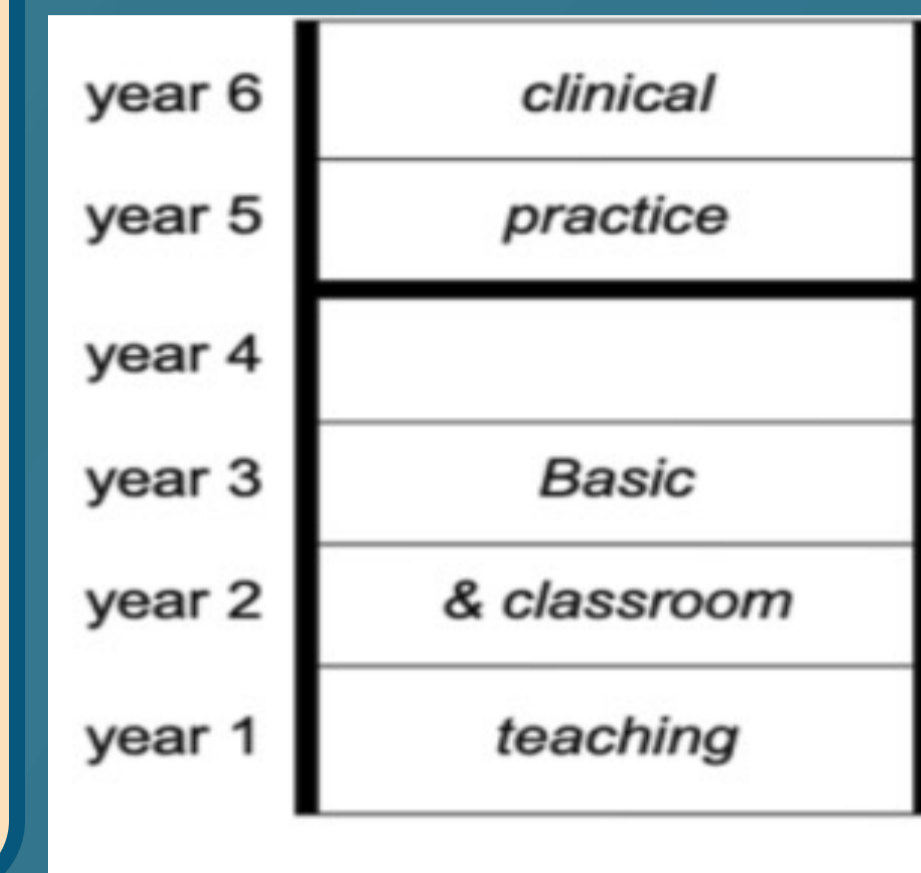 year 6 clinical
year 5 practice
year 4
year 3 Basic
year 2 & classroom
year 1 teaching